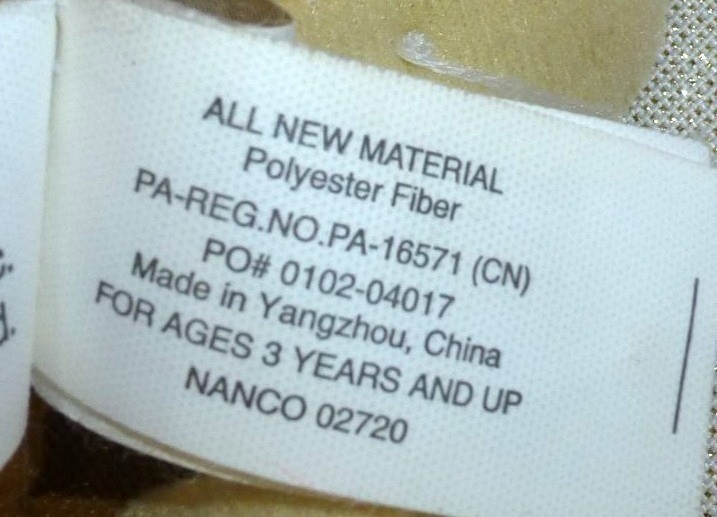 ALL NEW MATERIAL
Polyester Fiber
PA-REG.NO.PA-16571 (CN)
PO# 0102-04017
Made in Yangzhou, China
FOR AGES 3 YEARS AND UP
NANCO 02720